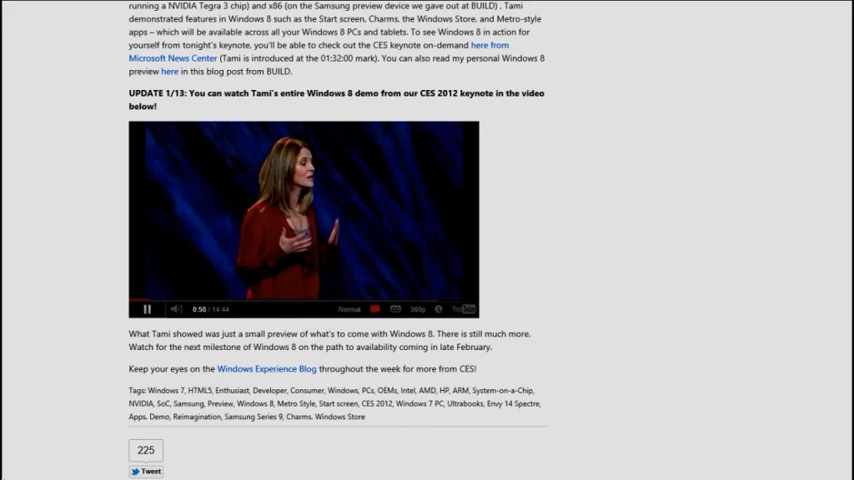 running a NVIDIA Tegra 3 chip) and x86 (on the Samsung preview device we gave out at BUILD) . Tami
demonstrated features in Windows 8 such as the Start screen, Charms, the Windows Store, and Metro-style
apps – which will be available across all your Windows 8 PCs and tablets. To see Windows 8 in action for
yourself from tonight's keynote, you'll be able to check out the CES keynote on-demand here from
Microsoft News Center (Tami is introduced at the 01:32:00 mark). You can also read my personal Windows 8
preview here in this blog post from BUILD.
UPDATE 1/13: You can watch Tami's entire Windows 8 demo from our CES 2012 keynote in the video
below!
0:50 / 14:44 Normal 360p YouTube
What Tami showed was just a small preview of what's to come with Windows 8. There is still much more.
Watch for the next milestone of Windows 8 on the path to availability coming in late February.
Keep your eyes on the Windows Experience Blog throughout the week for more from CES!
Tags: Windows 7, HTML5, Enthusiast, Developer, Consumer, Windows, PCs, OEMs, Intel, AMD, HP, ARM, System-on-a-Chip,
NVIDIA, SoC, Samsung, Preview, Windows 8, Metro Style, Start screen, CES 2012, Windows 7 PC, Ultrabooks, Envy 14 Spectre,
Apps. Demo, Reimagination, Samsung Series 9, Charms. Windows Store
225
Tweet